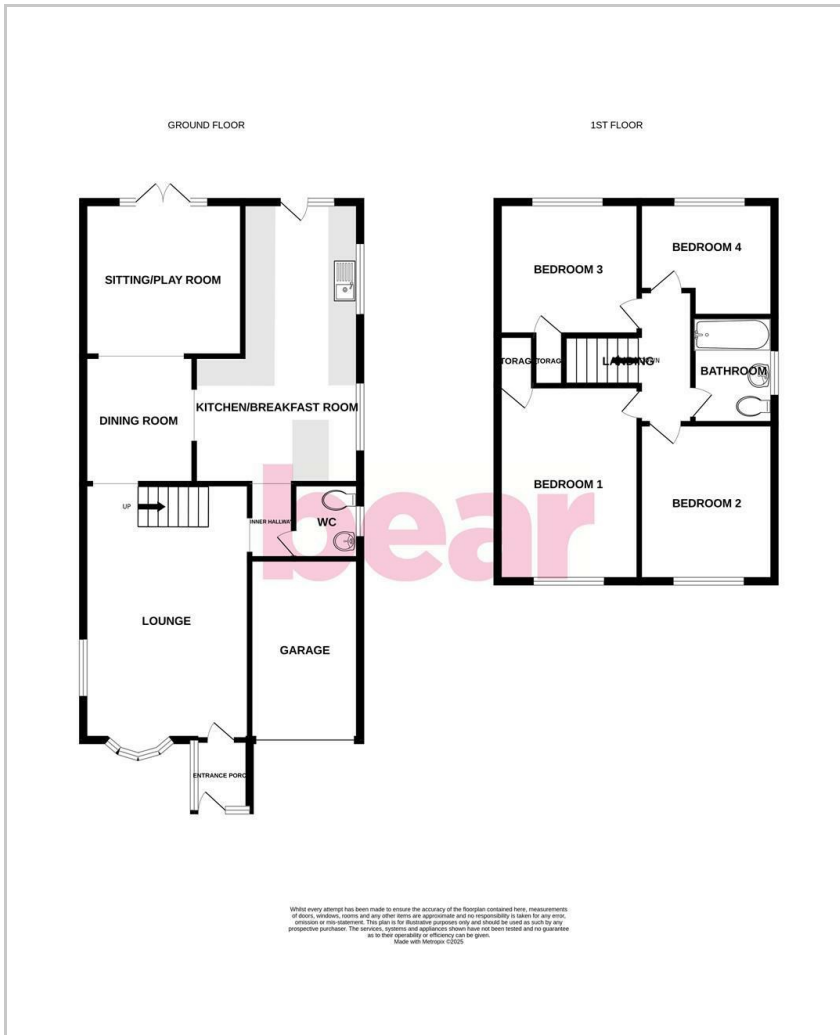 GROUND FLOOR
1ST FLOOR
SITTING/PLAY ROOM
DINING ROOM
KITCHEN/BREAKFAST ROOM
UP
INNER HALLWAY
WC
LOUNGE
GARAGE
ENTRANCE PORC
BEDROOM 3
BEDROOM 4
TORAG
TORAG
LANDING
BATHROOM
BEDROOM 1
BEDROOM 2
bear
Whilst every attempt has been made to ensure the accuracy of the floorplan contained here, measurements
of doors, windows, rooms and any other items are approximate and no responsibility is taken for any error,
omission or mis-statement. This plan is for illustrative purposes only and should be used as such by any
prospective purchaser. The services, systems and appliances shown have not been tested and no guarantee
as to their operability or efficiency can be given.
Made with Metropix ©2025